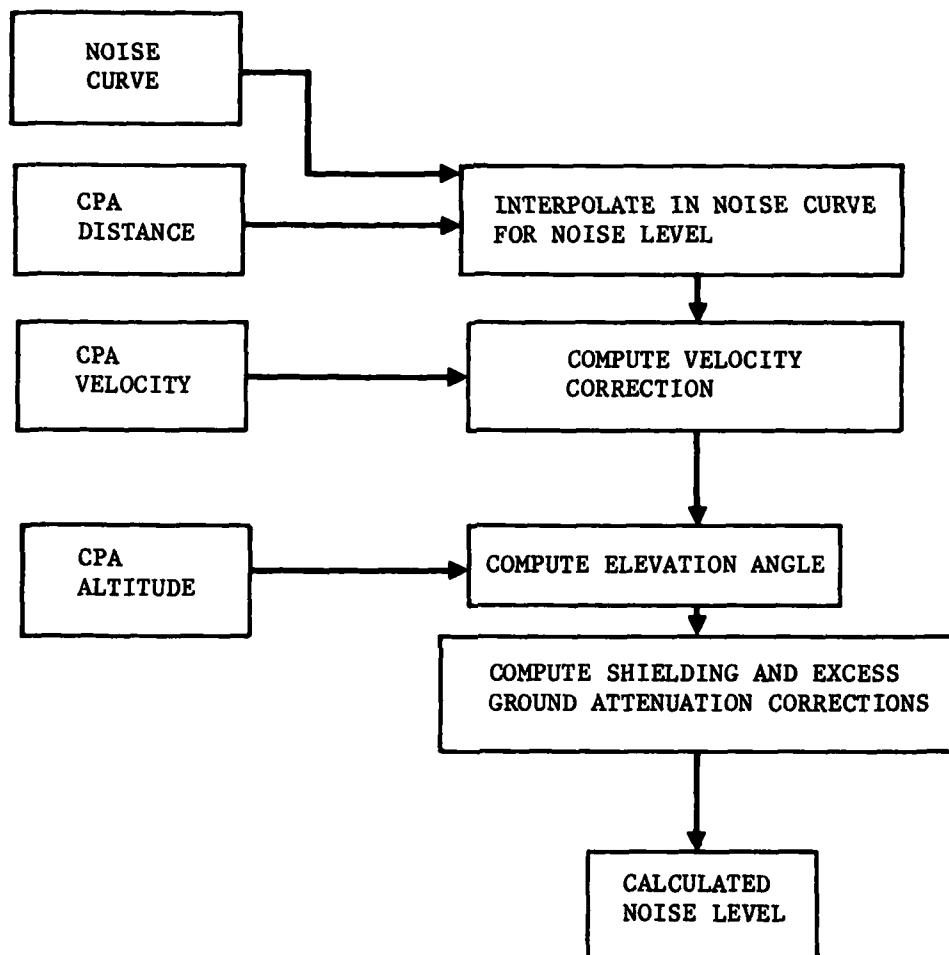 NOISE
CURVE
CPA
DISTANCE
INTERPOLATE IN NOISE CURVE
FOR NOISE LEVEL
CPA
VELOCITY
COMPUTE VELOCITY
CORRECTION
CPA
ALTITUDE
COMPUTE ELEVATION ANGLE
COMPUTE SHIELDING AND EXCESS
GROUND ATTENUATION CORRECTIONS
CALCULATED
NOISE LEVEL